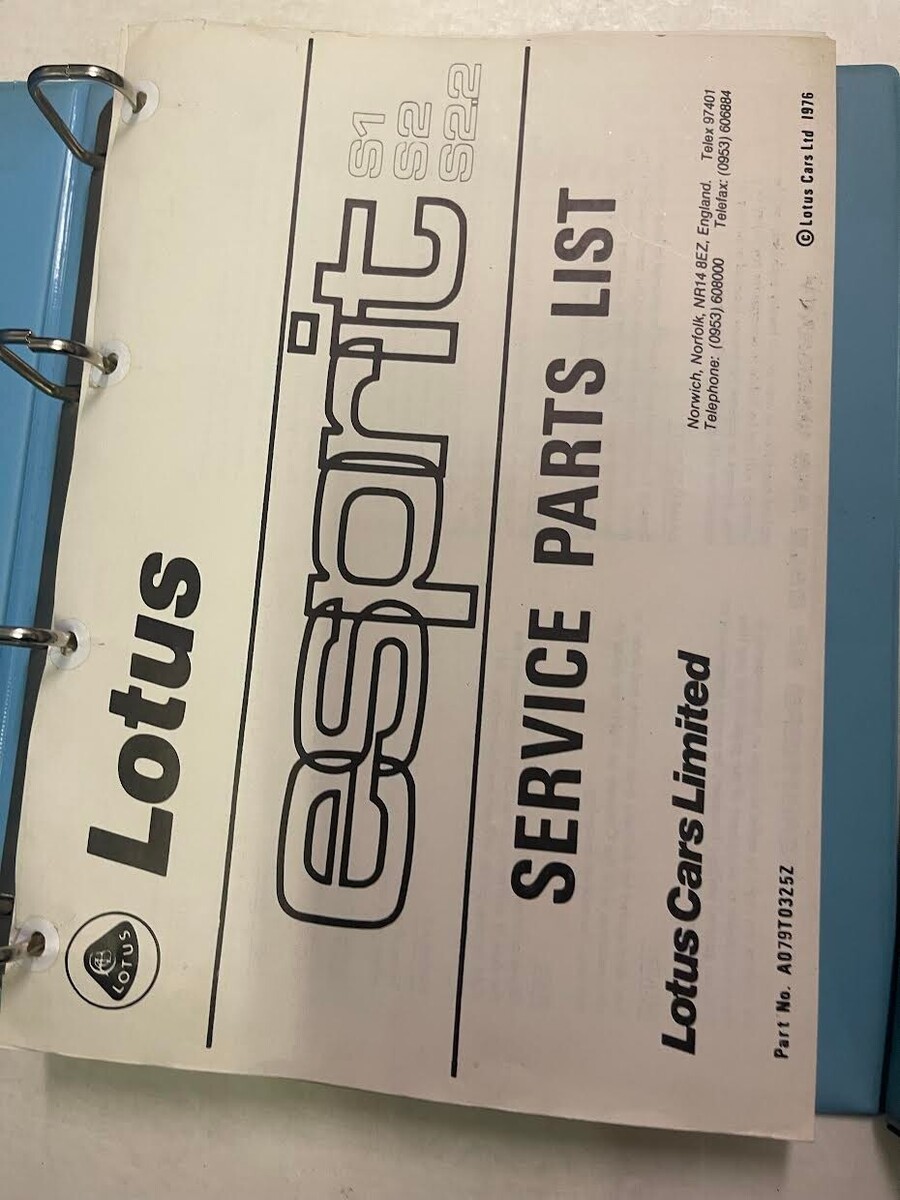 LOTUS
Lotus
esprit
S1
S2
S2.2
SERVICE PARTS LIST
Lotus Cars Limited
Norwich, Norfolk, NR14 8EZ, England. Telex 97401
Telephone: (0953) 608000 Telefax: (0953) 606884
Part No. A079T0325Z
©Lotus Cars Ltd 1976